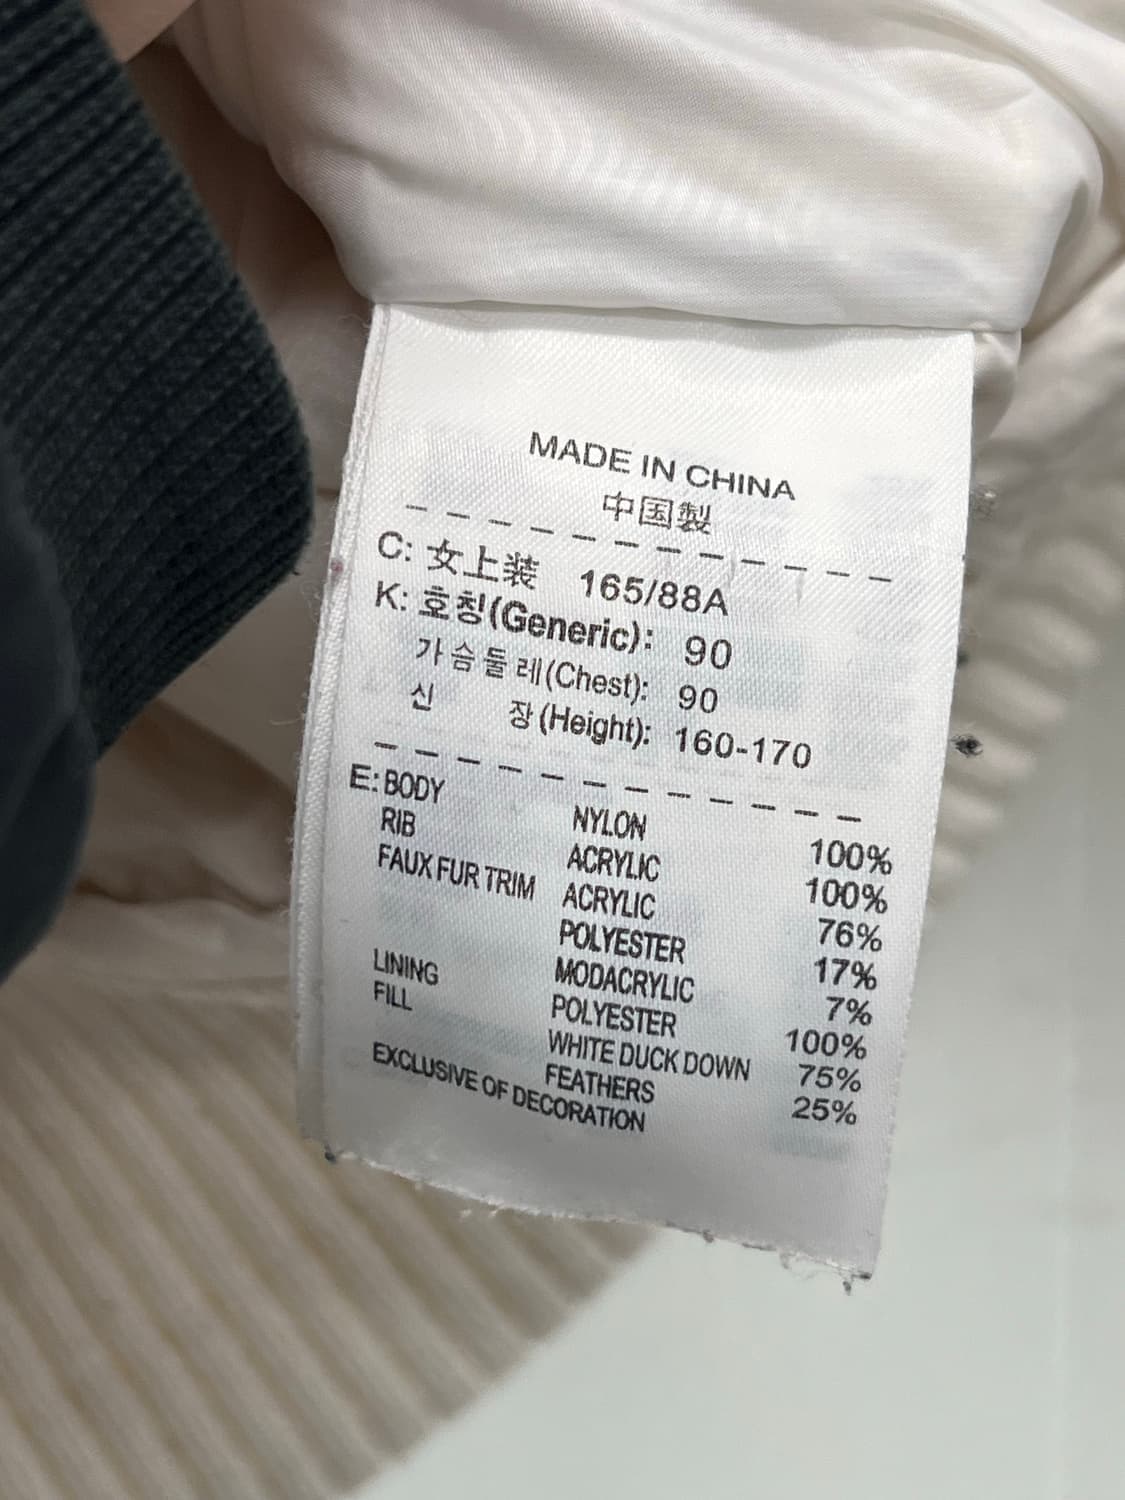 MADE IN CHINA
中国製
C: 女上装 165/88A
K: 호칭(Generic): 90
가슴둘레(Chest): 90
신 장(Height): 160-170
E: BODY NYLON 100%
RIB ACRYLIC 100%
FAUX FUR TRIM ACRYLIC 76%
POLYESTER 17%
MODACRYLIC 7%
LINING POLYESTER 100%
FILL WHITE DUCK DOWN 75%
FEATHERS 25%
EXCLUSIVE OF DECORATION